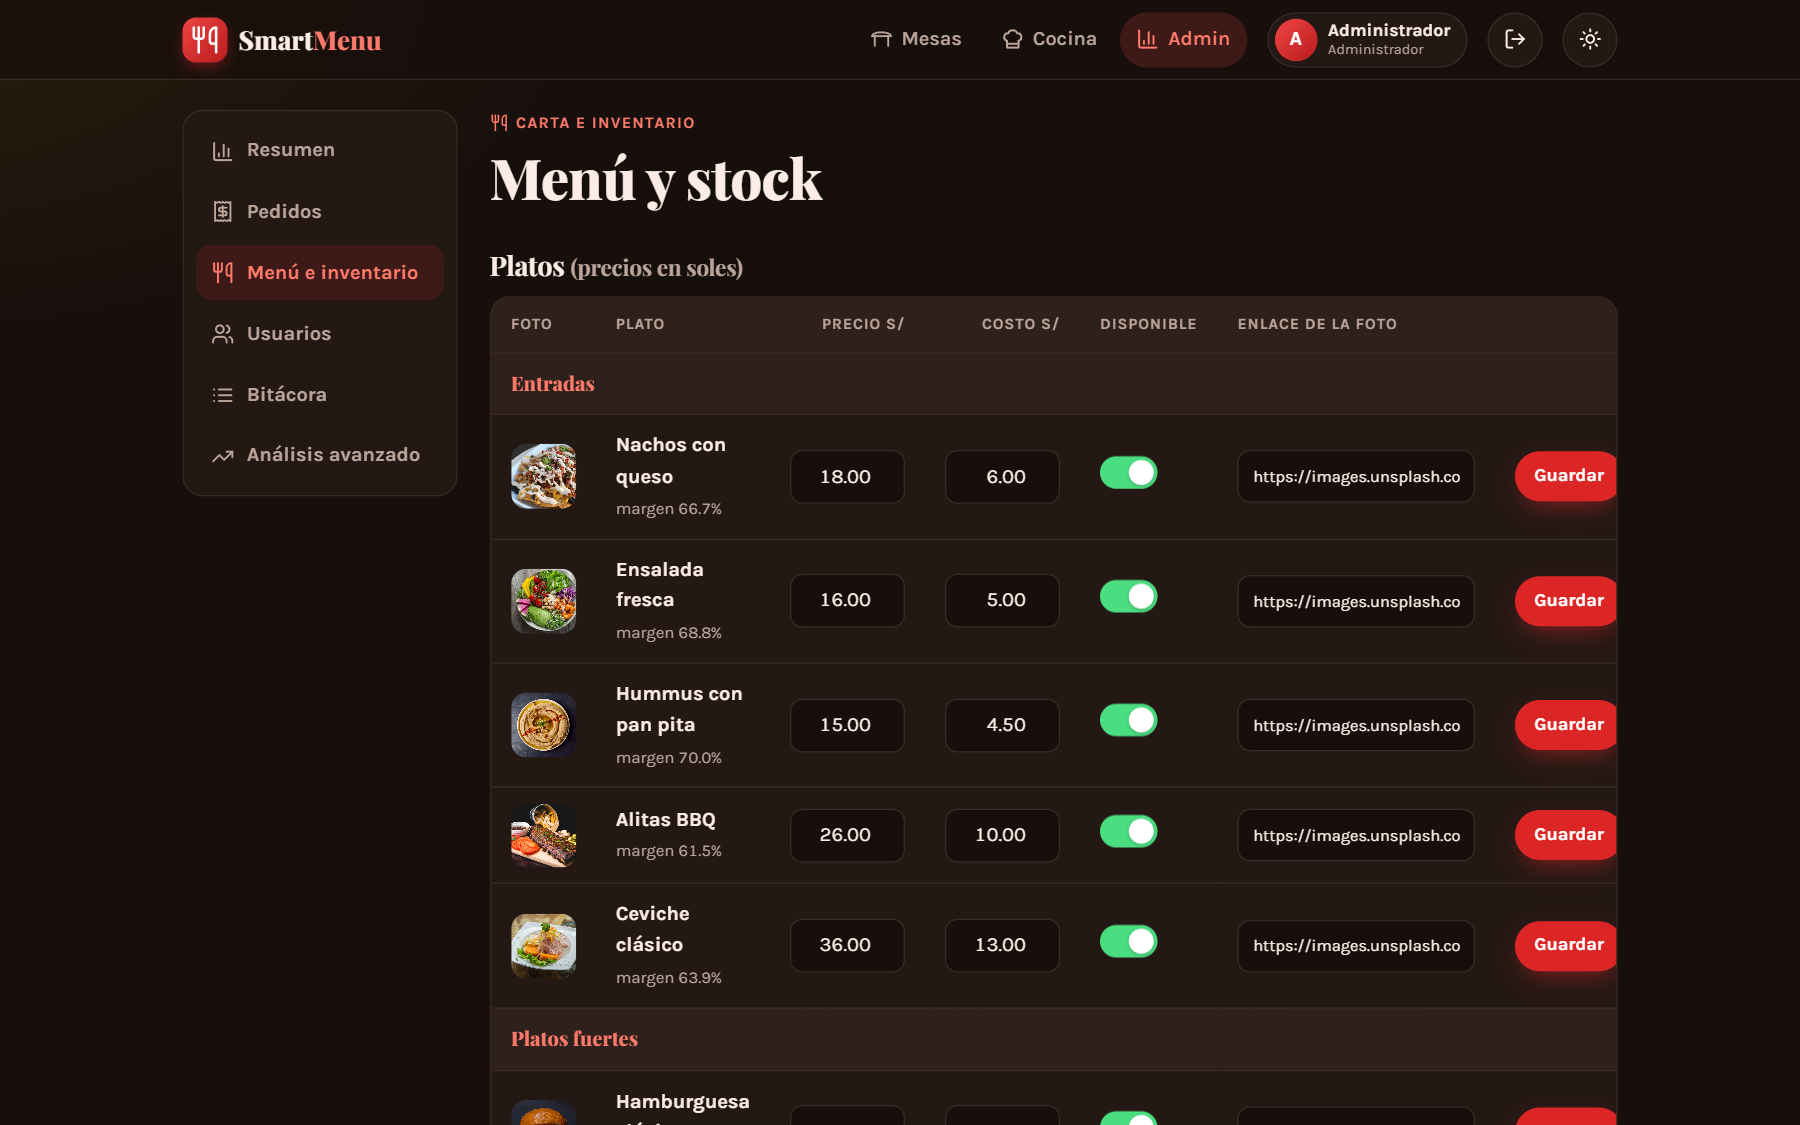 SmartMenu
Mesas
Cocina
Admin
A
Administrador
Administrador
Resumen
Pedidos
Menú e inventario
Usuarios
Bitácora
Análisis avanzado
CARTA E INVENTARIO
Menú y stock
Platos (precios en soles)
FOTO PLATO PRECIO S/ COSTO S/ DISPONIBLE ENLACE DE LA FOTO
Entradas
Nachos con
queso
margen 66.7%
18.00 6.00 https://images.unsplash.co Guardar
Ensalada
fresca
margen 68.8%
16.00 5.00 https://images.unsplash.co Guardar
Hummus con
pan pita
margen 70.0%
15.00 4.50 https://images.unsplash.co Guardar
Alitas BBQ
margen 61.5%
26.00 10.00 https://images.unsplash.co Guardar
Ceviche
clásico
margen 63.9%
36.00 13.00 https://images.unsplash.co Guardar
Platos fuertes
Hamburguesa